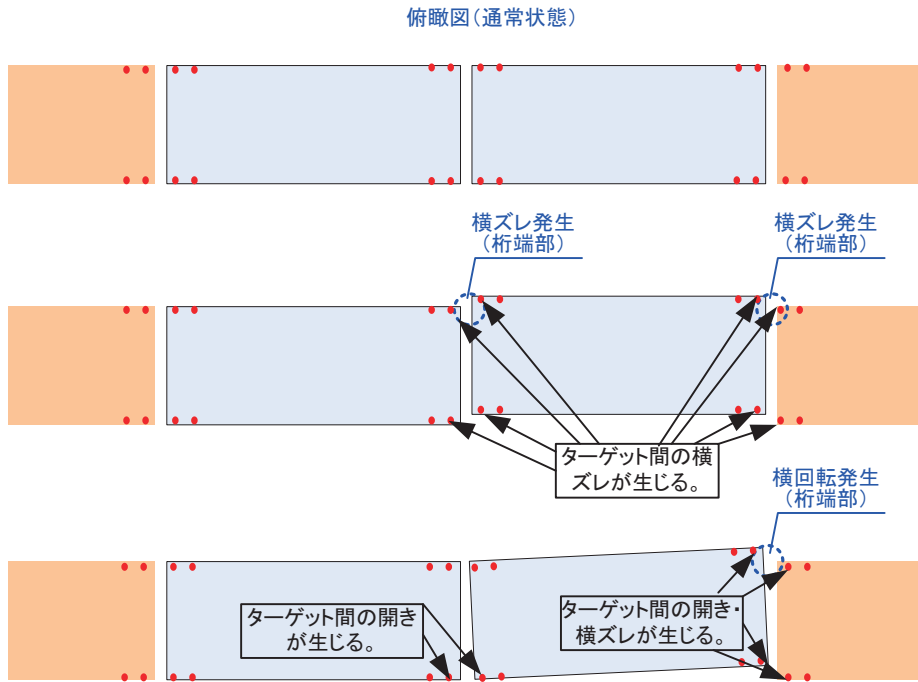 俯瞰図(通常状態)
横ズレ発生
(桁端部)
横ズレ発生
(桁端部)
ターゲット間の横
ズレが生じる。
横回転発生
(桁端部)
ターゲット間の開き
が生じる。
ターゲット間の開き・
横ズレが生じる。